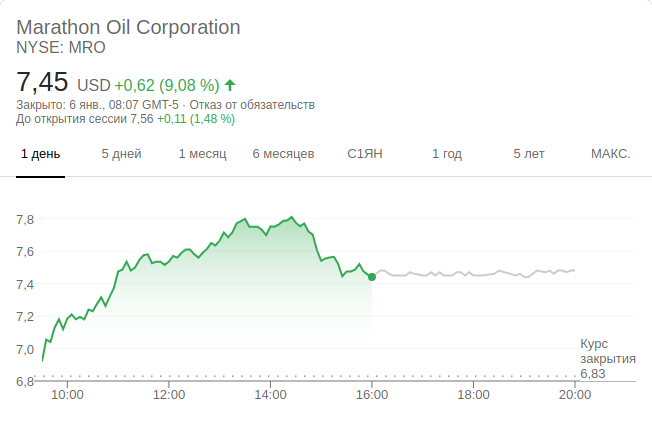 Marathon Oil Corporation
NYSE: MRO
7,45 USD +0,62 (9,08 %)
Закрыто: 6 янв., 08:07 GMT-5 · Отказ от обязательств
До открытия сессии 7,56 +0,11 (1,48 %)
1 день 5 дней 1 месяц 6 месяцев С1ЯН 1 год 5 лет МАКС.
7,8
7,6
7,4
7,2
7,0
6,8
Курс
закрытия
6,83
10:00 12:00 14:00 16:00 18:00 20:00